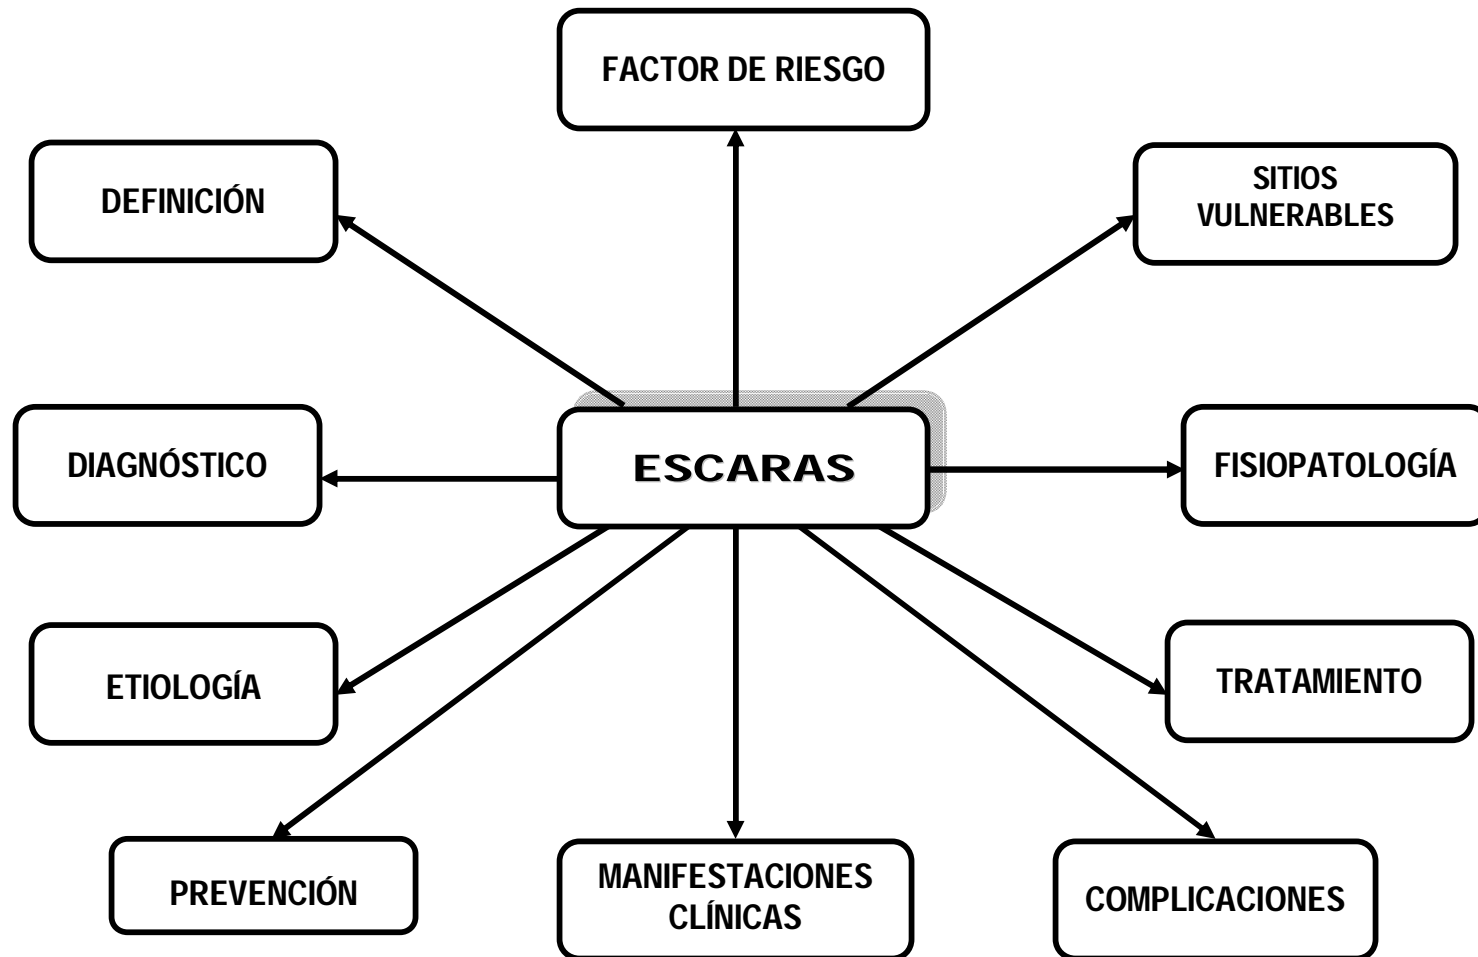 FACTOR DE RIESGO
DEFINICIÓN
SITIOS
VULNERABLES
DIAGNÓSTICO
ESCARAS
FISIOPATOLOGÍA
ETIOLOGÍA
TRATAMIENTO
PREVENCIÓN
MANIFESTACIONES
CLÍNICAS
COMPLICACIONES